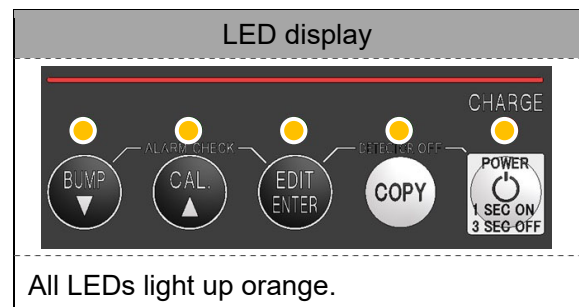 LED display
CHARGE
ALARM CHECK
DETECTOR OFF
BUMP
CAL.
EDIT
ENTER
COPY
POWER
1 SEC ON
3 SEC OFF
All LEDs light up orange.